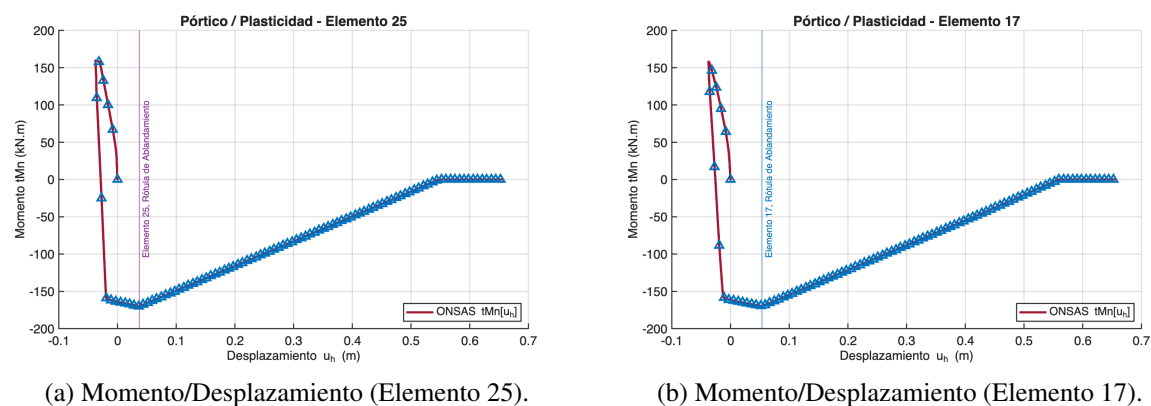 Pórtico / Plasticidad - Elemento 25
Momento tMn (kN.m)
200
150
100
50
0
-50
-100
-150
-200
Elemento 25, Rótula de Ablandamiento
ONSAS tMn[u_h]
-0.1 0 0.1 0.2 0.3 0.4 0.5 0.6 0.7
Desplazamiento u_h (m)
(a) Momento/Desplazamiento (Elemento 25).
Pórtico / Plasticidad - Elemento 17
Momento tMn (kN.m)
200
150
100
50
0
-50
-100
-150
-200
Elemento 17, Rótula de Ablandamiento
ONSAS tMn[u_h]
-0.1 0 0.1 0.2 0.3 0.4 0.5 0.6 0.7
Desplazamiento u_h (m)
(b) Momento/Desplazamiento (Elemento 17).